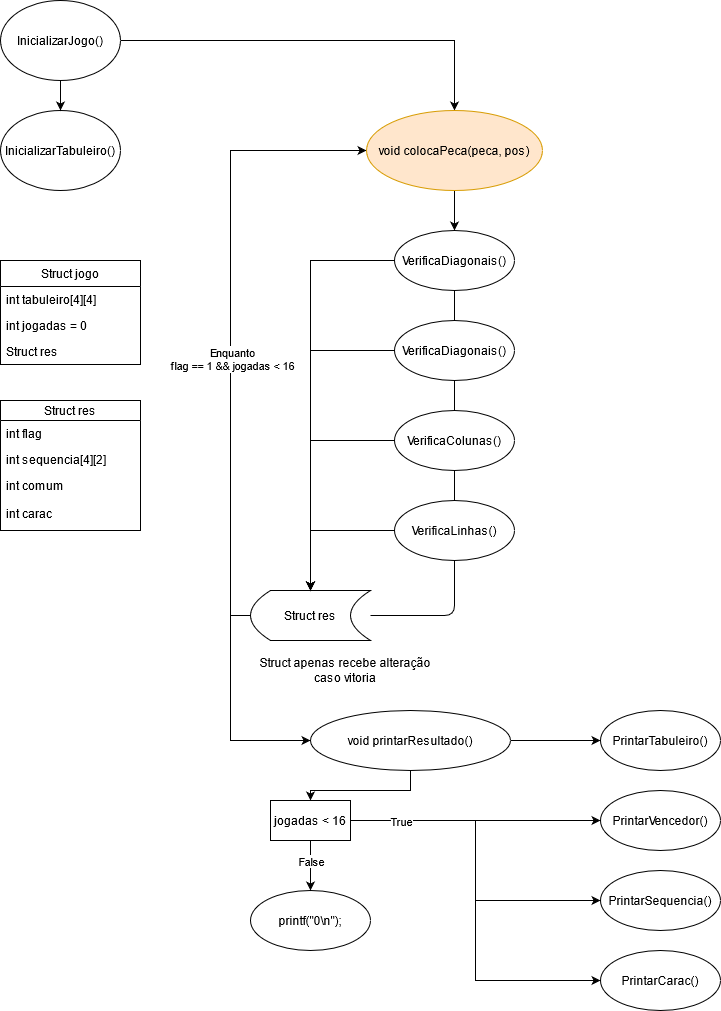 InicializarJogo()
InicializarTabuleiro()
void colocaPeca(peca, pos)
VerificaDiagonais()
Struct jogo
int tabuleiro[4][4]
int jogadas = 0
Struct res
Enquanto
flag == 1 && jogadas < 16
VerificaDiagonais()
Struct res
int flag
int sequencia[4][2]
int comum
int carac
VerificaColunas()
VerificaLinhas()
Struct res
Struct apenas recebe alteração
caso vitoria
void printarResultado()
PrintarTabuleiro()
jogadas < 16
True
PrintarVencedor()
False
PrintarSequencia()
printf("0\n");
PrintarCarac()